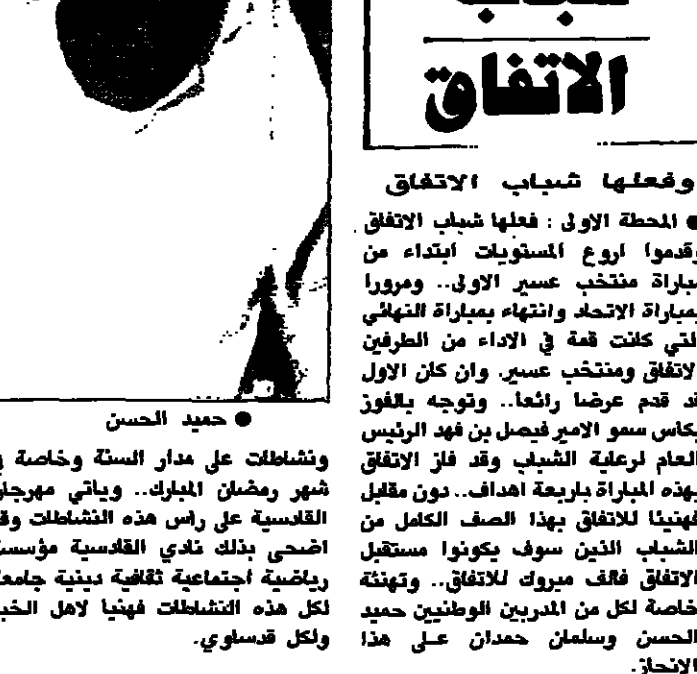 شباب
الاتفاق
وفعلها شباب الاتفاق
● المحطة الاولى : فعلها شباب الاتفاق
وقدموا اروع المستويات ابتداء من
مباراة منتخب عسير الاولى.. ومرورا
بمباراة الاتحاد وانتهاء بمباراة النهائي
التي كانت قمة في الاداء من الطرفين
الاتفاق ومنتخب عسير. وان كان الاول
قد قدم عرضا رائعا.. وتوجه بالفوز
بكاس سمو الامير فيصل بن فهد الرئيس
العام لرعاية الشباب وقد فاز الاتفاق
بهذه المباراة باربعة اهداف.. دون مقابل
فهنيئا للاتفاق بهذا الصف الكامل من
الشباب الذين سوف يكونوا مستقبل
الاتفاق فالف مبروك للاتفاق.. وتهنئة
خاصة لكل من المدربين الوطنيين حميد
الحسن وسلمان حمدان على هذا
الانجاز.
● حميد الحسن
ونشاطات على مدار السنة وخاصة في
شهر رمضان المبارك.. وياتي مهرجان
القادسية على راس هذه النشاطات وقد
اضحى بذلك نادي القادسية مؤسسة
رياضية اجتماعية ثقافية دينية جامعة
لكل هذه النشاطات فهنيا لاهل الخبر
ولكل قدساوي.